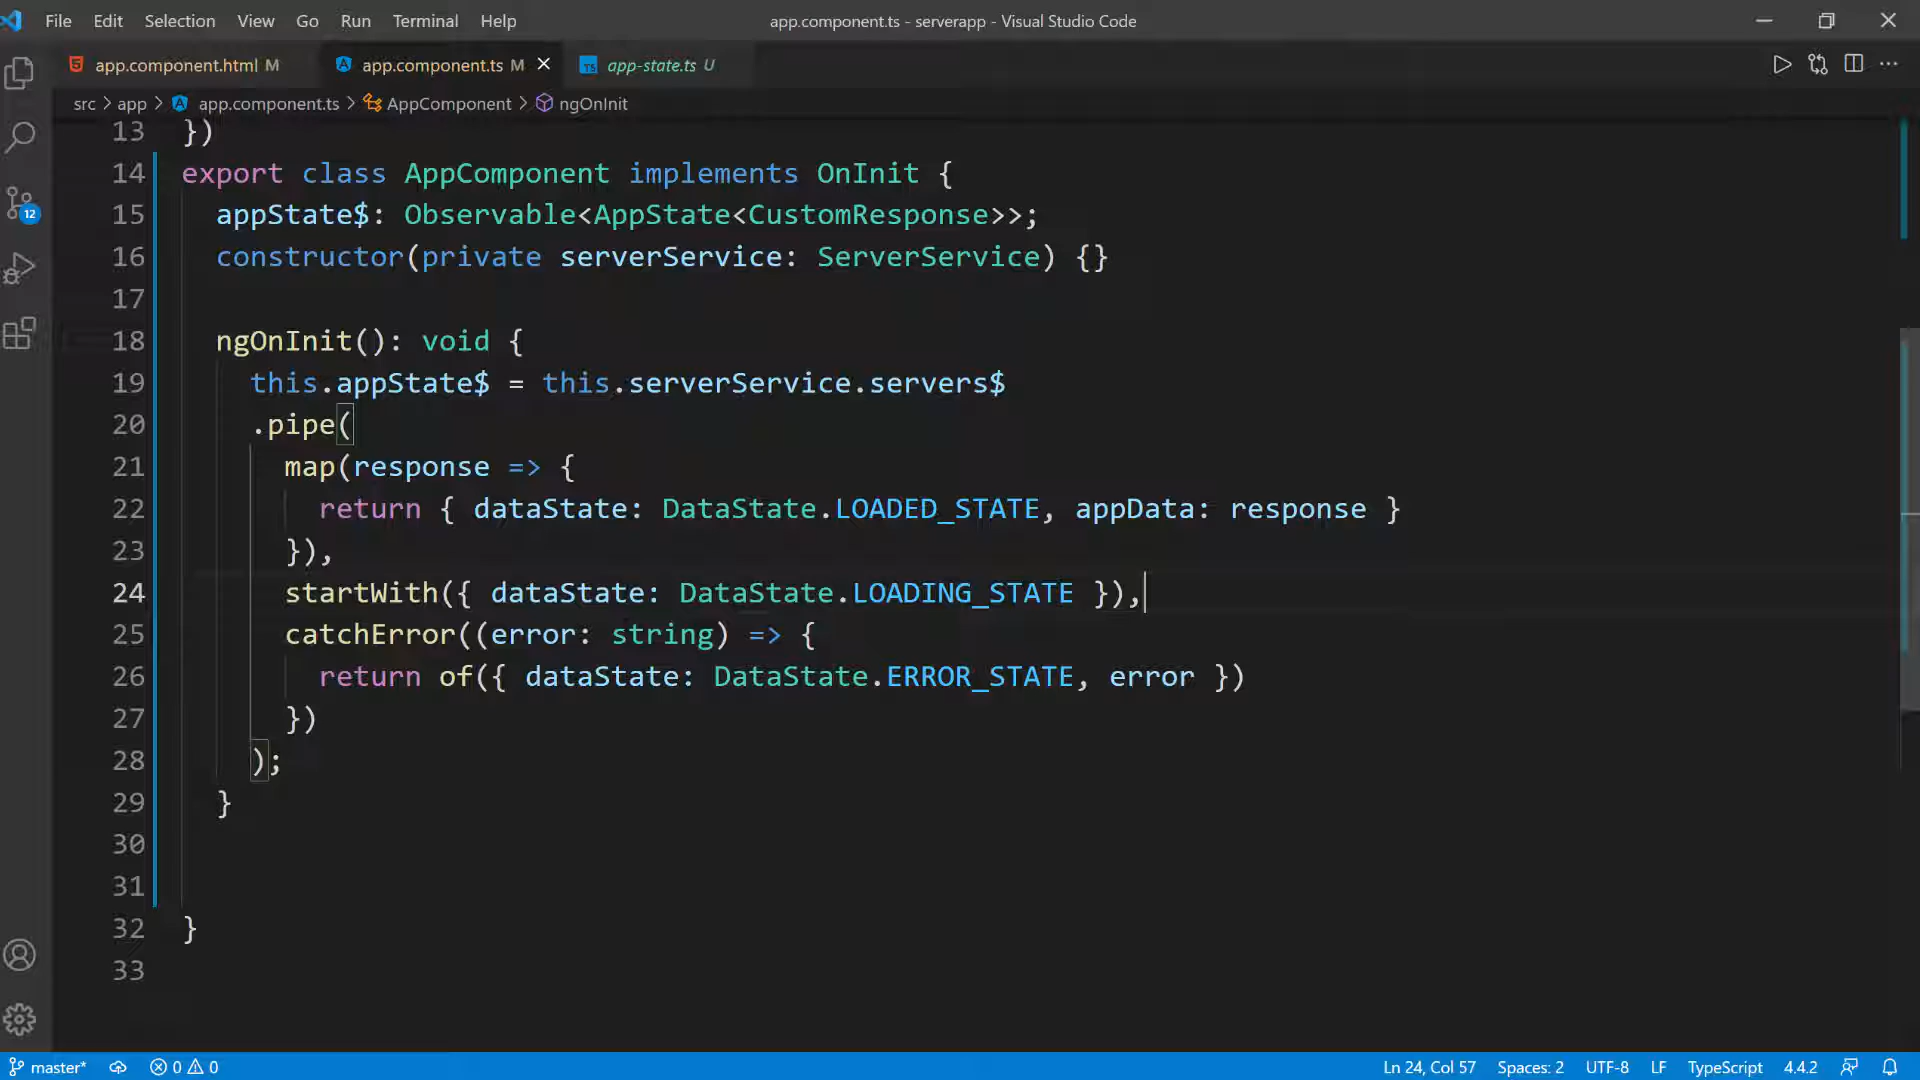 File Edit Selection View Go Run Terminal Help app.component.ts - serverapp - Visual Studio Code
app.component.html M app.component.ts M app-state.ts U
src > app > app.component.ts > AppComponent > ngOnInit
13 })
14 export class AppComponent implements OnInit {
15 appState$: Observable<AppState<CustomResponse>>;
16 constructor(private serverService: ServerService) {}
17
18 ngOnInit(): void {
19 this.appState$ = this.serverService.servers$
20 .pipe(
21 map(response => {
22 return { dataState: DataState.LOADED_STATE, appData: response }
23 }),
24 startWith({ dataState: DataState.LOADING_STATE }),
25 catchError((error: string) => {
26 return of({ dataState: DataState.ERROR_STATE, error })
27 })
28 );
29 }
30
31
32 }
33
12
master* 0 0 Ln 24, Col 57 Spaces: 2 UTF-8 LF TypeScript 4.4.2